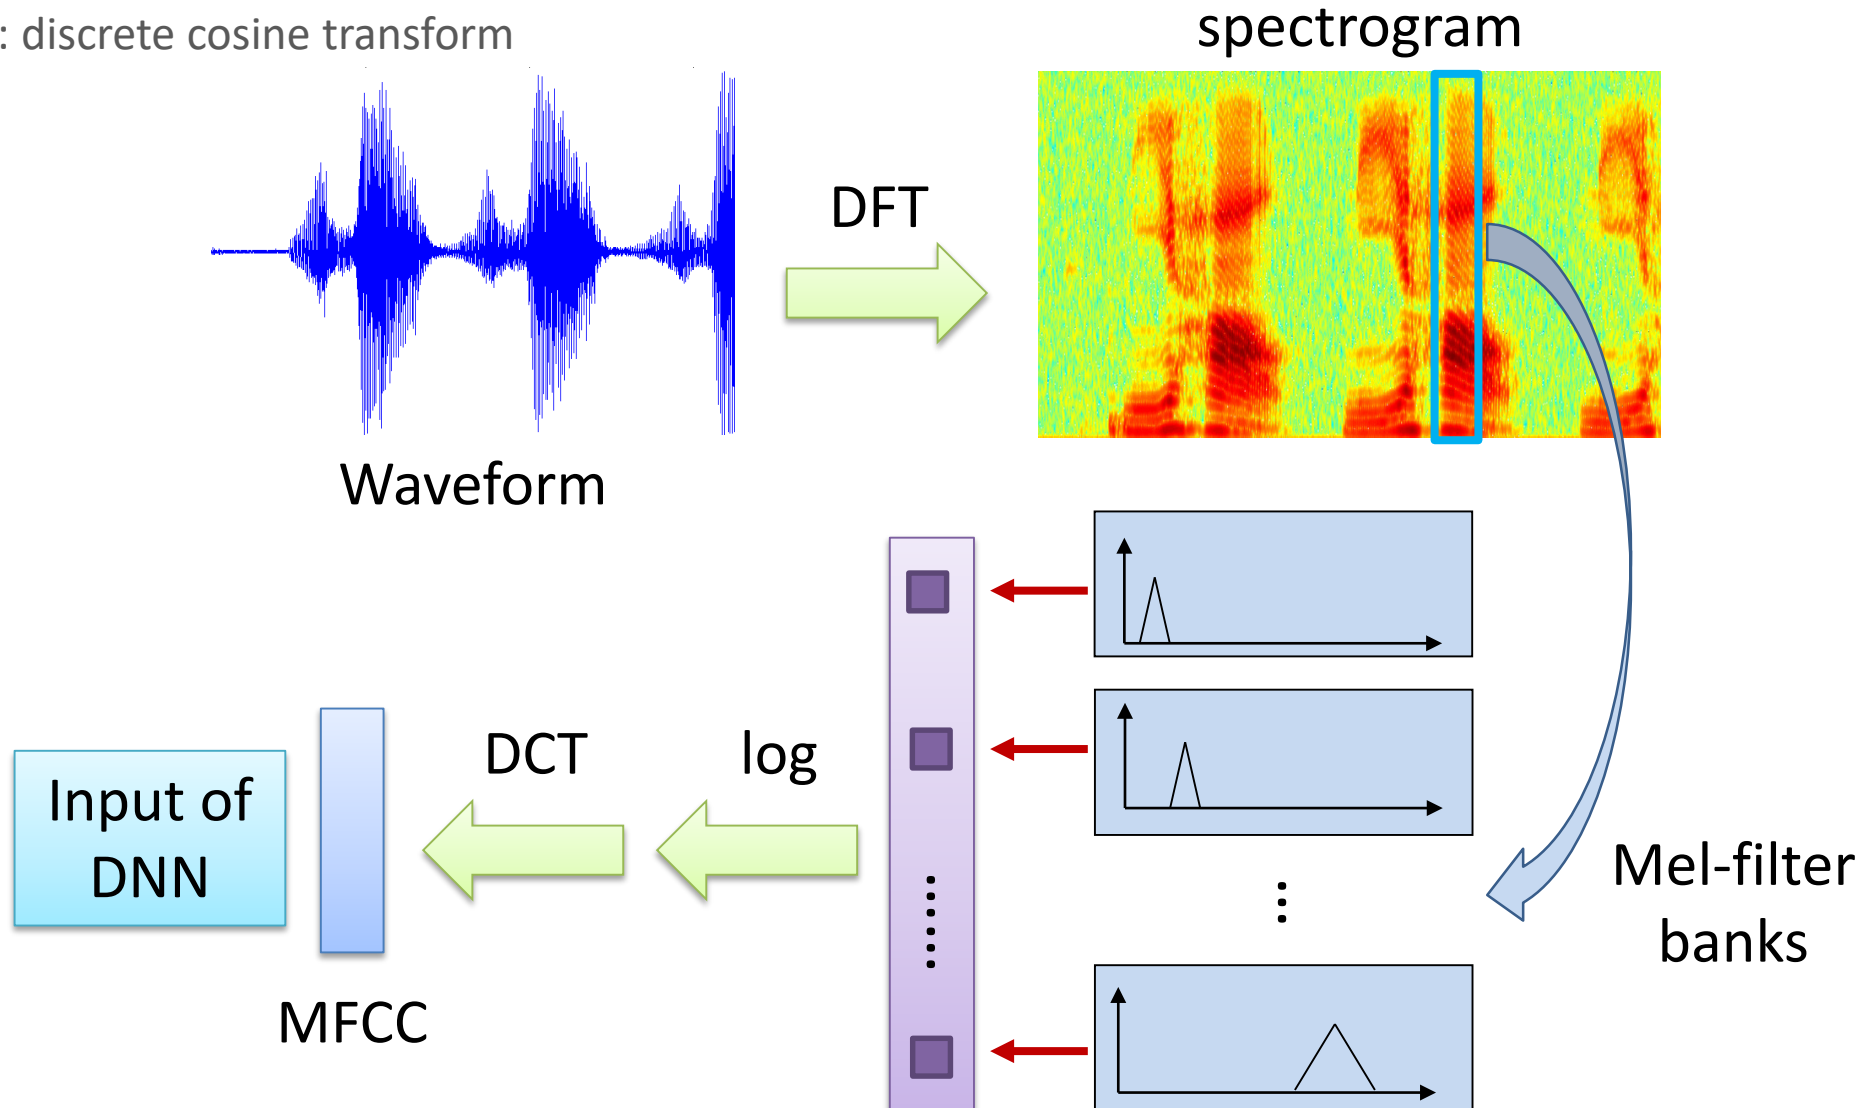 : discrete cosine transform
spectrogram
DFT
Waveform
DCT
log
Input of
DNN
MFCC
Mel-filter
banks